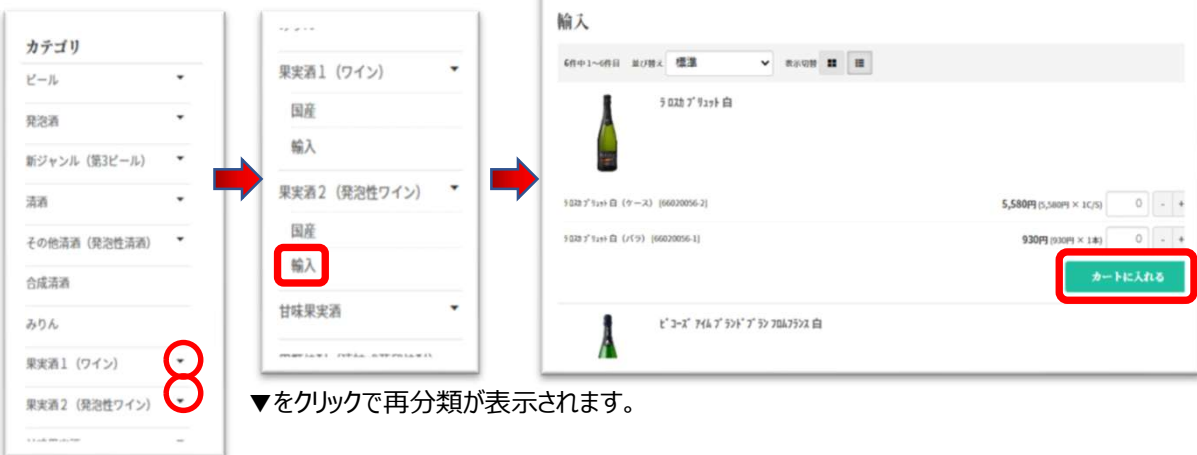 カテゴリ
ビール
発泡酒
新ジャンル（第3ビール）
清酒
その他清酒（発泡性清酒）
合成清酒
みりん
果実酒1（ワイン）
果実酒2（発泡性ワイン）
果実酒1（ワイン）
国産
輸入
果実酒2（発泡性ワイン）
国産
輸入
甘味果実酒
輸入
6件中1～6件目 並び替え 標準 表示切替
ラ ロスカ ブリュット 白
ラ ロスカ ブリュット 白（ケース）[66020056-2] 5,580円 (5,580円 × 1C/S) 0 - +
ラ ロスカ ブリュット 白（バラ）[66020056-1] 930円 (930円 × 1本) 0 - +
カートに入れる
ビコーズ アイム ブランドブラン フロムフランス 白
▼をクリックで再分類が表示されます。